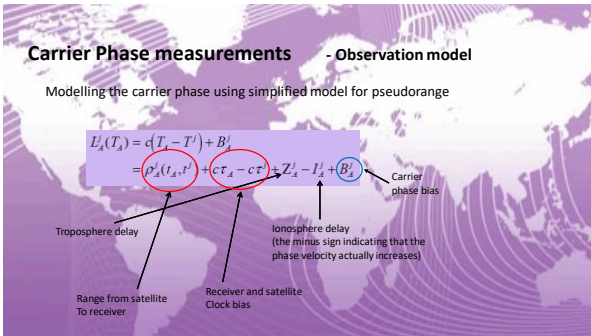 Carrier Phase measurements - Observation model
Modelling the carrier phase using simplified model for pseudorange
L_A^j(T_A) = c(T_A − T^j) + B_A^j
= ρ_A^j(t_A, t^j) + cτ_A − cτ^j + Z_A^j − I_A^j + B_A^j
Carrier
phase bias
Troposphere delay
Ionosphere delay
(the minus sign indicating that the
phase velocity actually increases)
Range from satellite
To receiver
Receiver and satellite
Clock bias